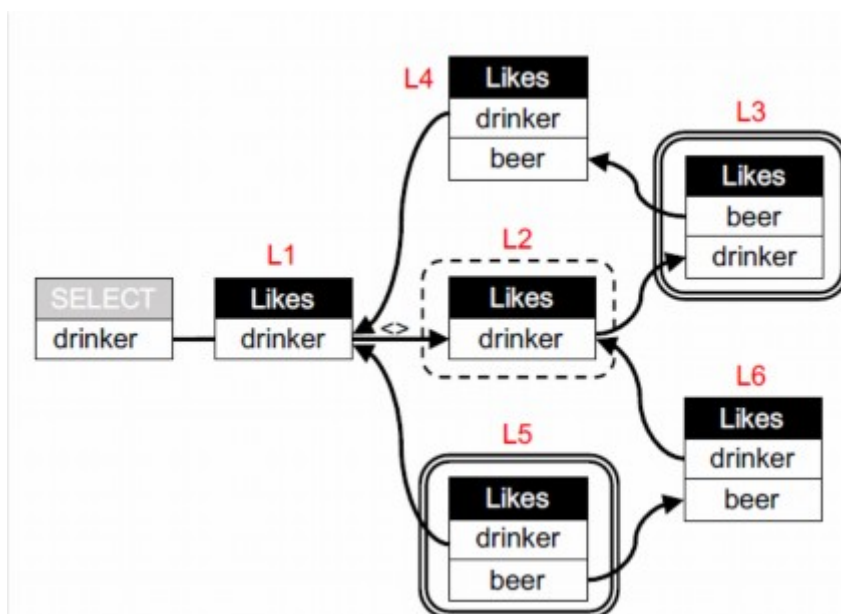 L4
Likes
drinker
beer
L3
Likes
beer
drinker
L1
L2
SELECT
drinker
Likes
drinker
<>
Likes
drinker
L5
Likes
drinker
beer
L6
Likes
drinker
beer